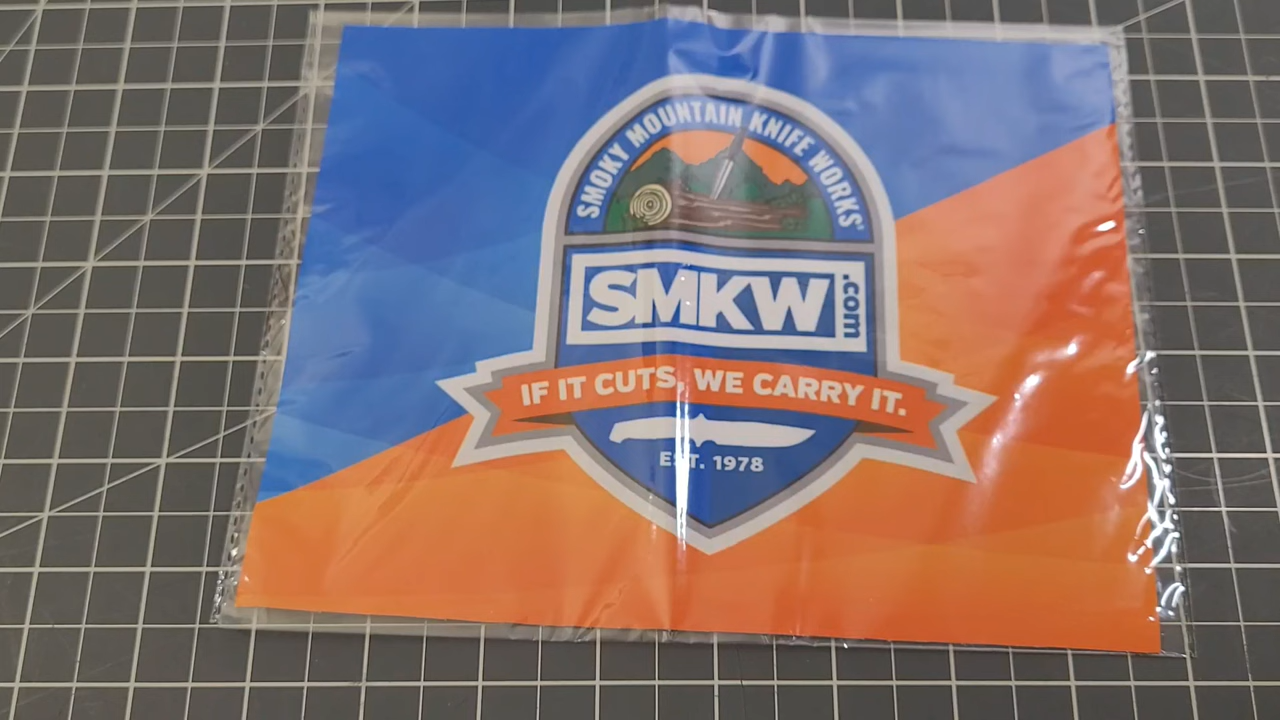 SMOKY MOUNTAIN KNIFE WORKS®
SMKW.com
IF IT CUTS, WE CARRY IT.
EST. 1978